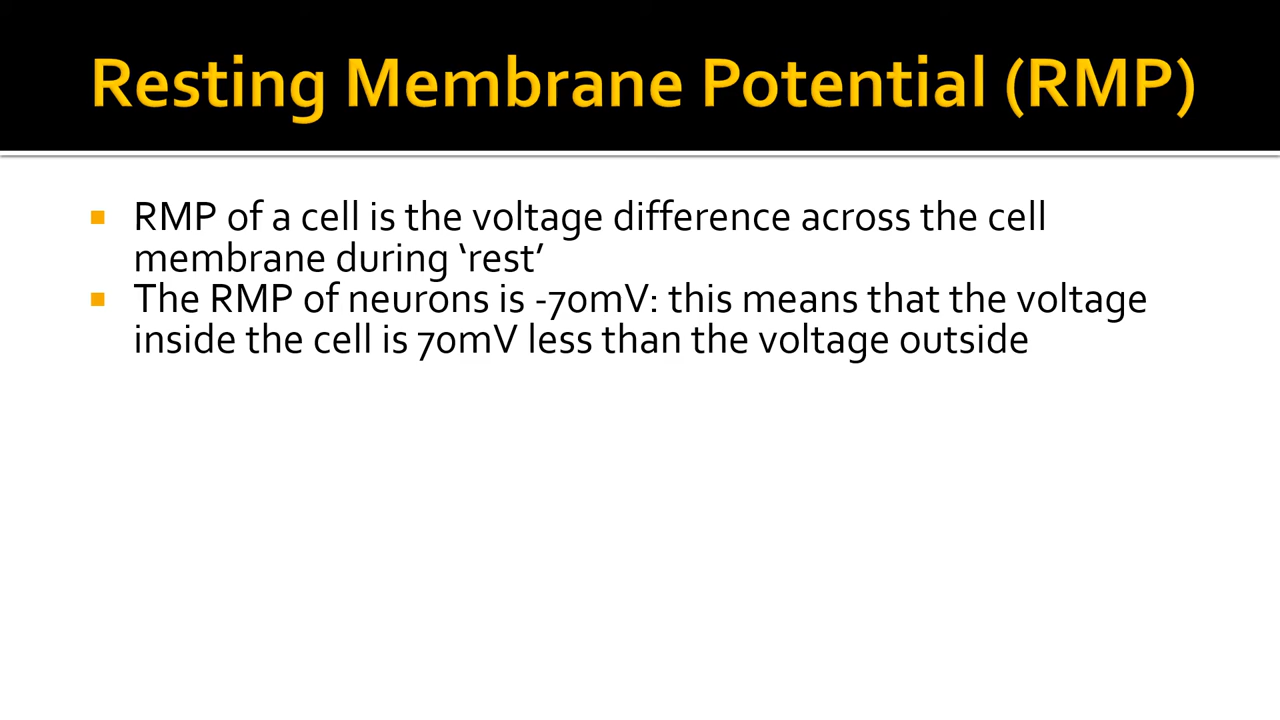 Resting Membrane Potential (RMP)
▪ RMP of a cell is the voltage difference across the cell
membrane during ‘rest’
▪ The RMP of neurons is -70mV: this means that the voltage
inside the cell is 70mV less than the voltage outside